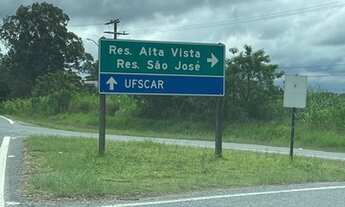 Res. Alta Vista
Res. São José
UFSCAR